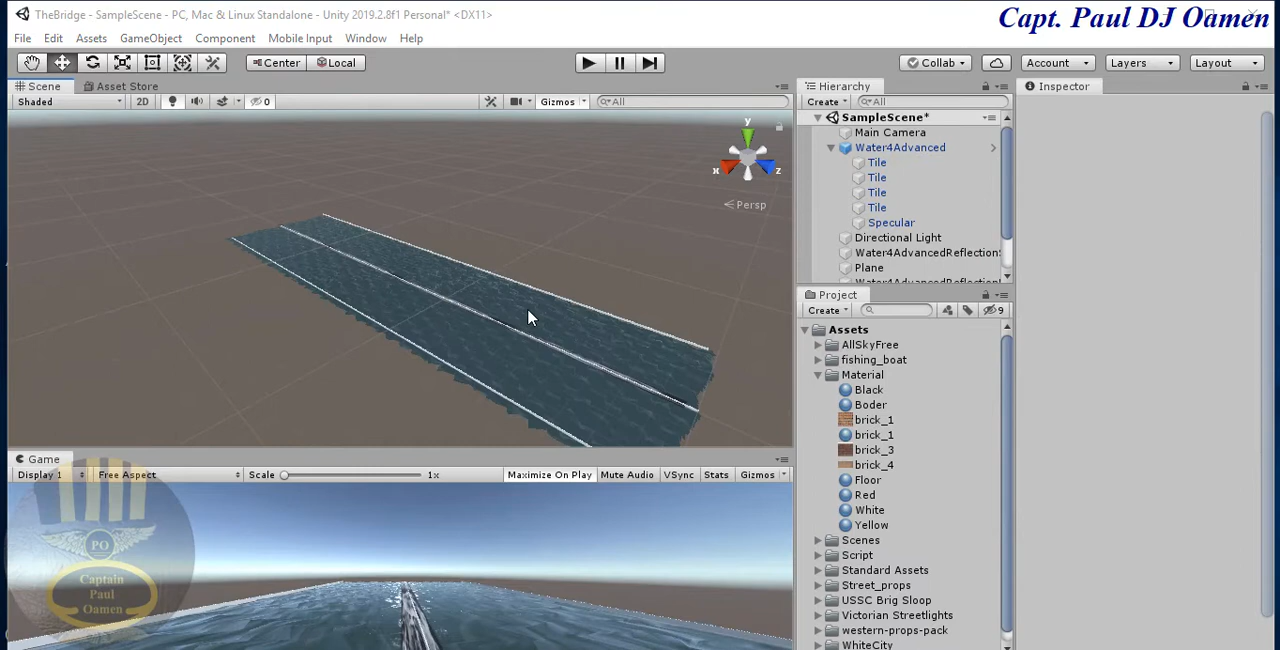 TheBridge - SampleScene - PC, Mac & Linux Standalone - Unity 2019.2.8f1 Personal* <DX11>
Capt. Paul DJ Oamen
File Edit Assets GameObject Component Mobile Input Window Help
Center Local Collab Account Layers Layout
Scene Asset Store Hierarchy Inspector
Shaded 2D 0 Gizmos All Create All
SampleScene*
Main Camera
Water4Advanced
Tile
Tile
Tile
Tile
Specular
Directional Light
Water4AdvancedReflectionS
Plane
y
x z
Persp
Project
Create 9
Assets
AllSkyFree
fishing_boat
Material
Black
Boder
brick_1
brick_1
brick_3
brick_4
Floor
Red
White
Yellow
Scenes
Script
Standard Assets
Street_props
USSC Brig Sloop
Victorian Streetlights
western-props-pack
WhiteCity
Game
Display 1 Free Aspect Scale 1x Maximize On Play Mute Audio VSync Stats Gizmos
PO
Captain
Paul
Oamen